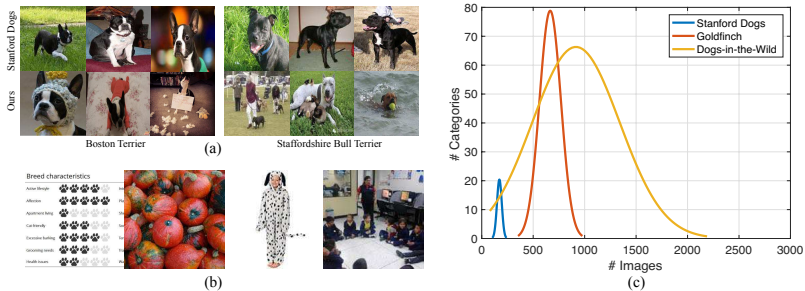 Stanford Dogs
Ours
Boston Terrier
Staffordshire Bull Terrier
(a)
Breed characteristics
Active lifestyle
Affection
Apartment living
Cat friendly
Excessive barking
Grooming needs
Health issues
(b)
80
70
60
50
40
30
20
10
0
# Categories
Stanford Dogs
Goldfinch
Dogs-in-the-Wild
0
500
1000
1500
2000
2500
3000
# Images
(c)